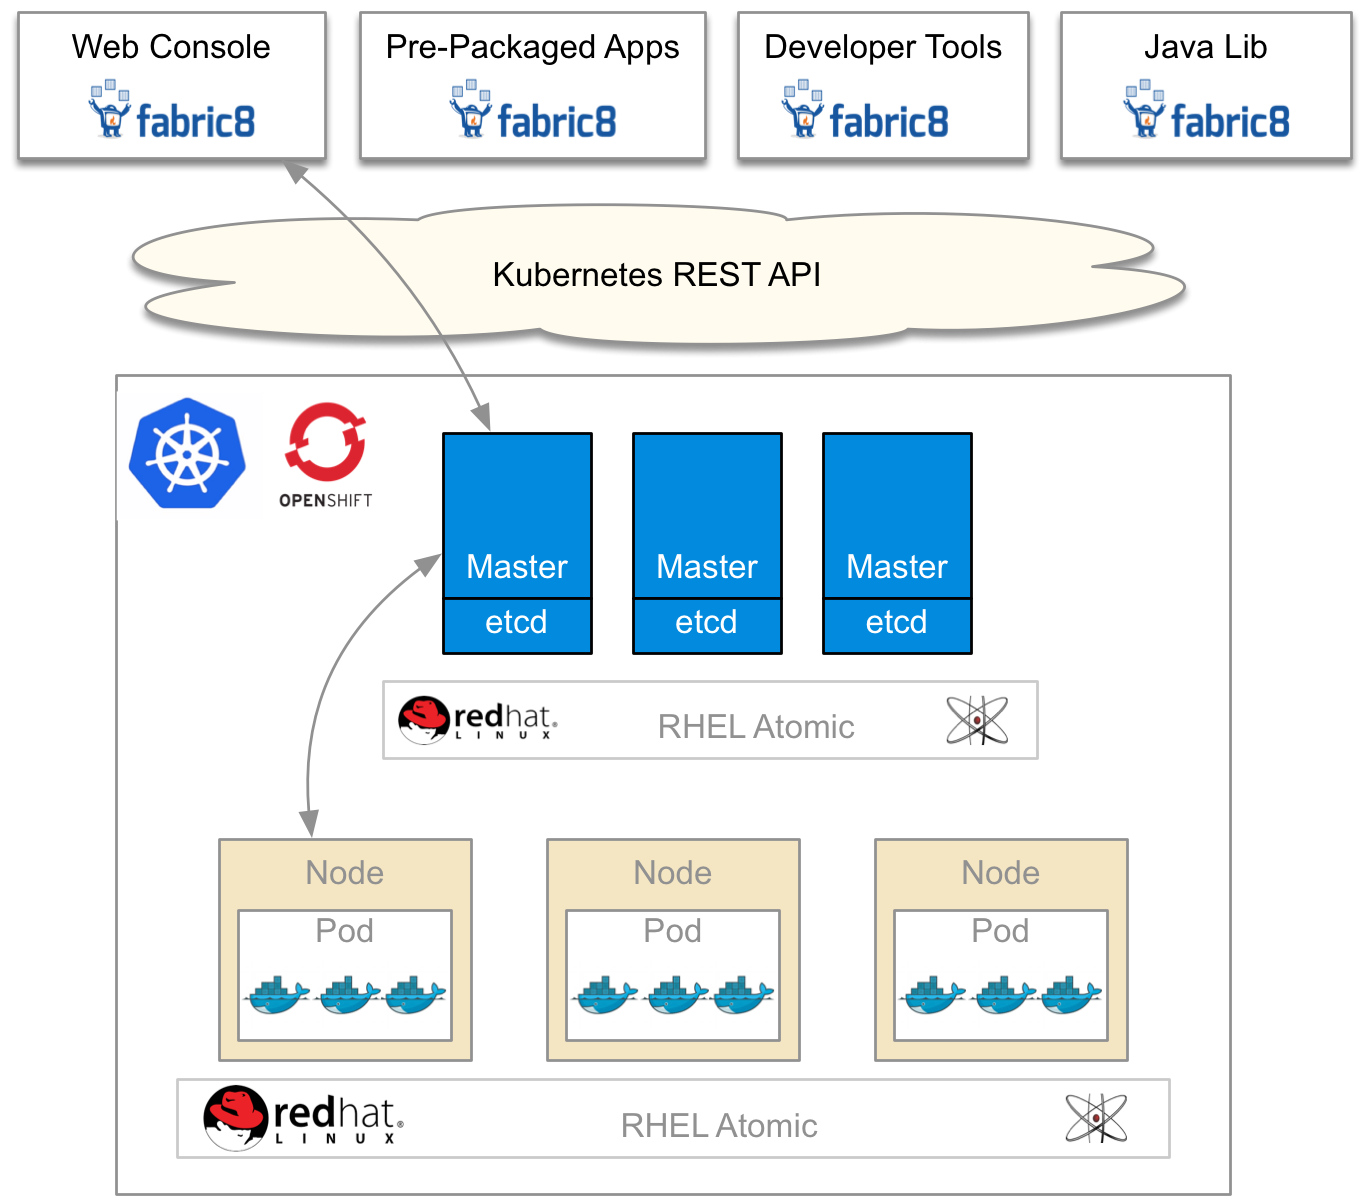 Web Console
fabric8
Pre-Packaged Apps
fabric8
Developer Tools
fabric8
Java Lib
fabric8
Kubernetes REST API
OPENSHIFT
Master
etcd
Master
etcd
Master
etcd
redhat.
LINUX
RHEL Atomic
Node
Pod
Node
Pod
Node
Pod
redhat.
LINUX
RHEL Atomic